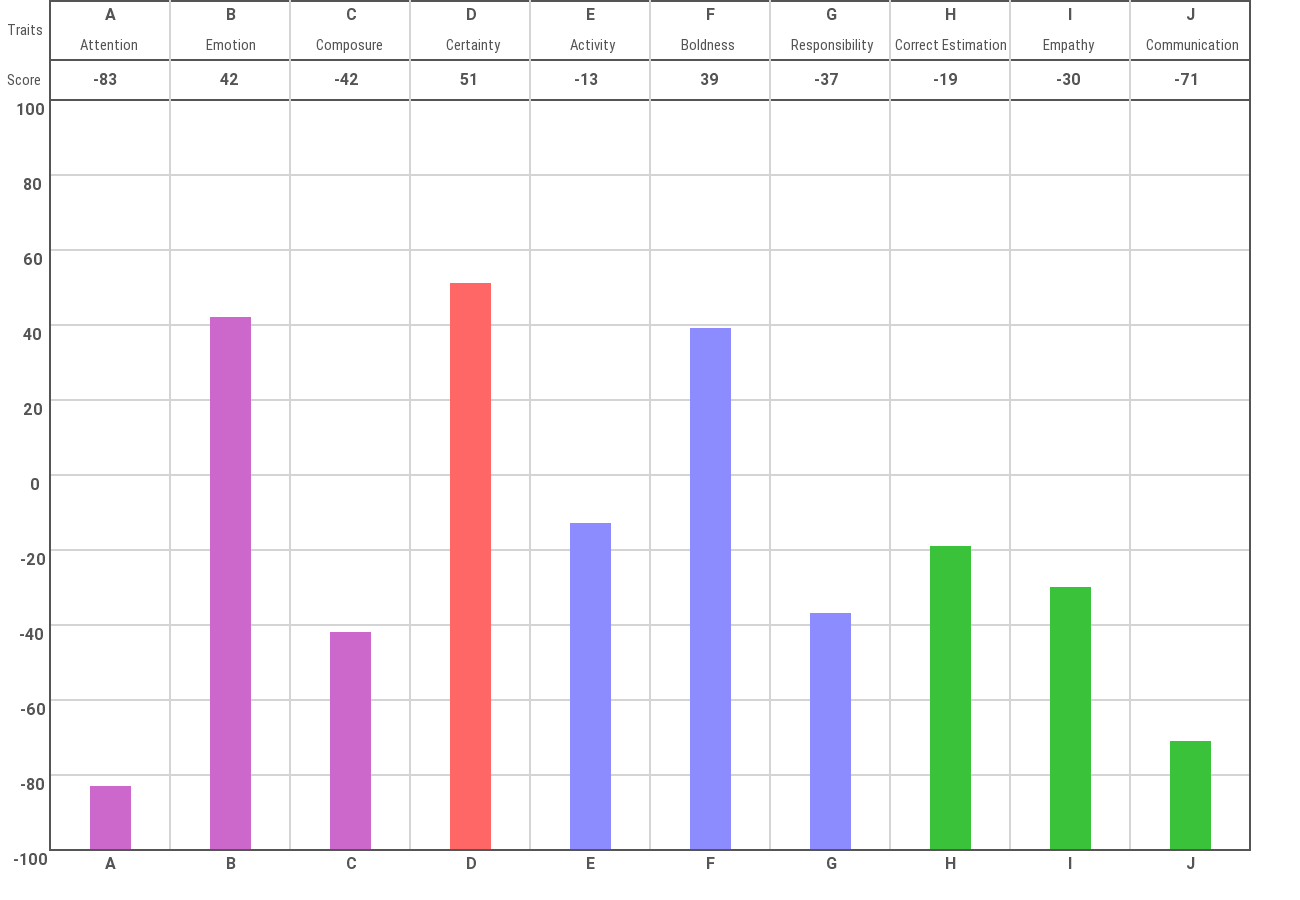 A B C D E F G H I J
Traits
Attention Emotion Composure Certainty Activity Boldness Responsibility Correct Estimation Empathy Communication
Score -83 42 -42 51 -13 39 -37 -19 -30 -71
100
80
60
40
20
0
-20
-40
-60
-80
-100
A B C D E F G H I J